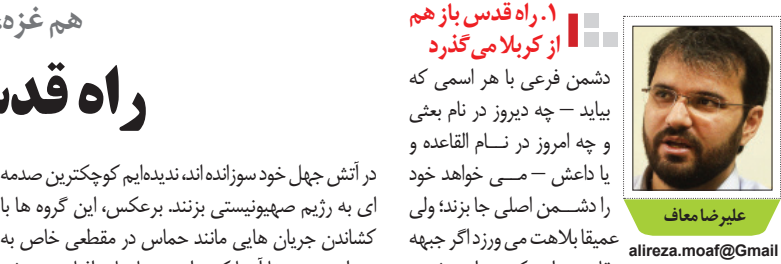 هم غزه،
راه قدس
۱. راه قدس باز هم
از کربلا می‌گذرد
دشمن فرعی با هر اسمی که
بیاید – چه دیروز در نام بعثی
و چه امروز در نـام القاعده و
یا داعش – مـی خواهد خود
را دشـمن اصلی جا بزند؛ ولی
عمیقا بلاهت می ورزد اگر جبهه
علیرضا معاف
alireza.moaf@Gmail
در آتش جهل خود سوزانده اند، ندیده‌ایم کوچکترین صدمه
ای به رژیم صهیونیستی بزنند. برعکس، این گروه ها با
کشاندن جریان هایی مانند حماس در مقطعی خاص به